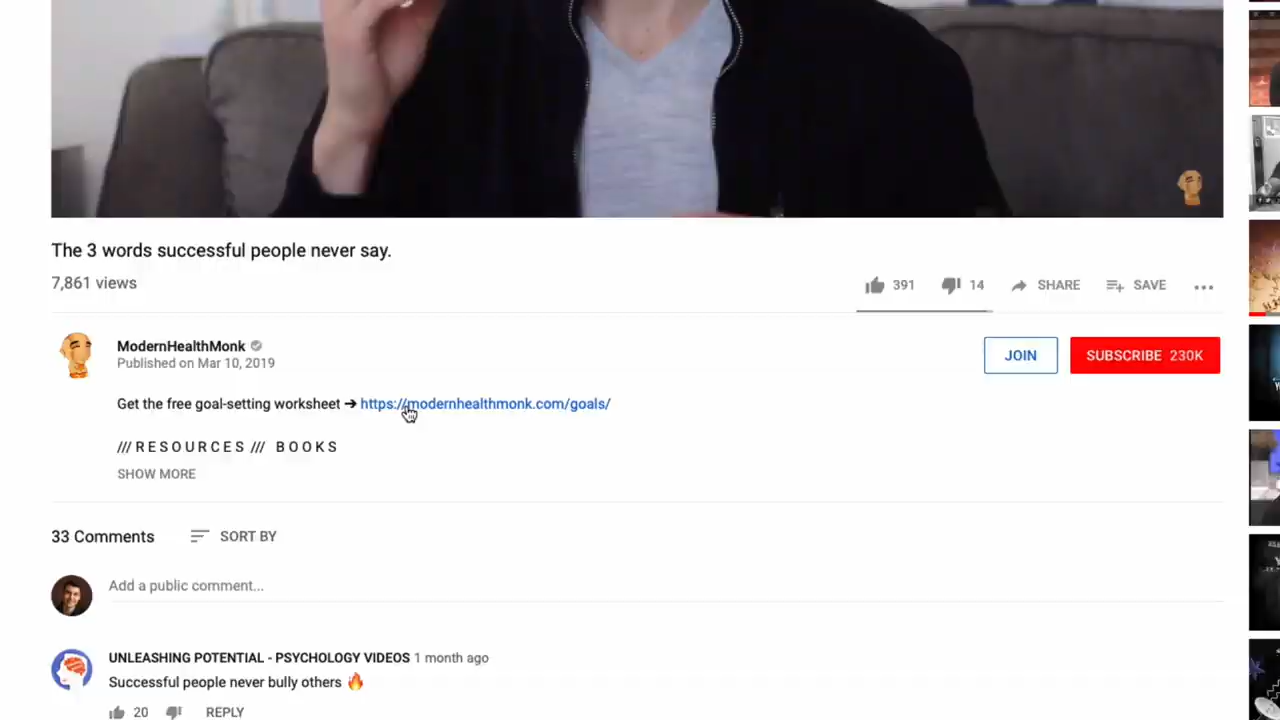 The 3 words successful people never say.
7,861 views
391
14
SHARE
SAVE
ModernHealthMonk
Published on Mar 10, 2019
JOIN
SUBSCRIBE 230K
Get the free goal-setting worksheet ➔ https://modernhealthmonk.com/goals/
/// R E S O U R C E S /// B O O K S
SHOW MORE
33 Comments
SORT BY
Add a public comment...
UNLEASHING POTENTIAL - PSYCHOLOGY VIDEOS 1 month ago
Successful people never bully others 🔥
20
REPLY